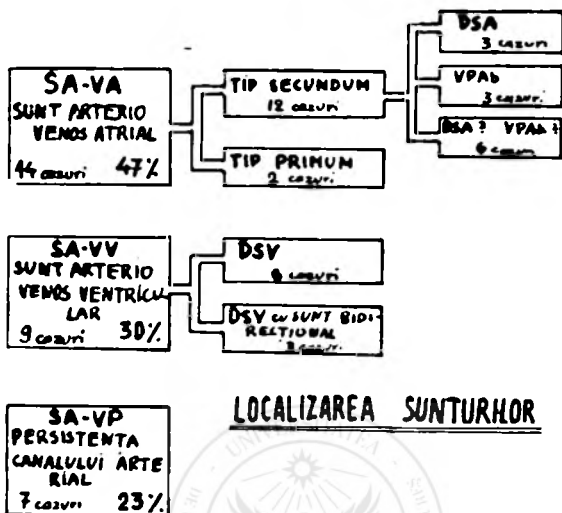 SA-VA
SUNT ARTERIO
VENOS ATRIAL
cazuri 47%
TIP SECUNDUM
12 cazuri
TIP PRIMUM
2 cazuri
DSA
3 cazuri
VPAb
3 cazuri
DSA? VPAb?
6 cazuri
SA-VV
SUNT ARTERIO
VENOS VENTRICU
LAR
9 cazuri 30%
DSV
cazuri
DSV cu SUNT BIDI-
RECTIONAL
cazuri
SA-VP
PERSISTENTA
CANALULUI ARTE
RIAL
7 cazuri 23%
LOCALIZAREA SUNTURILOR